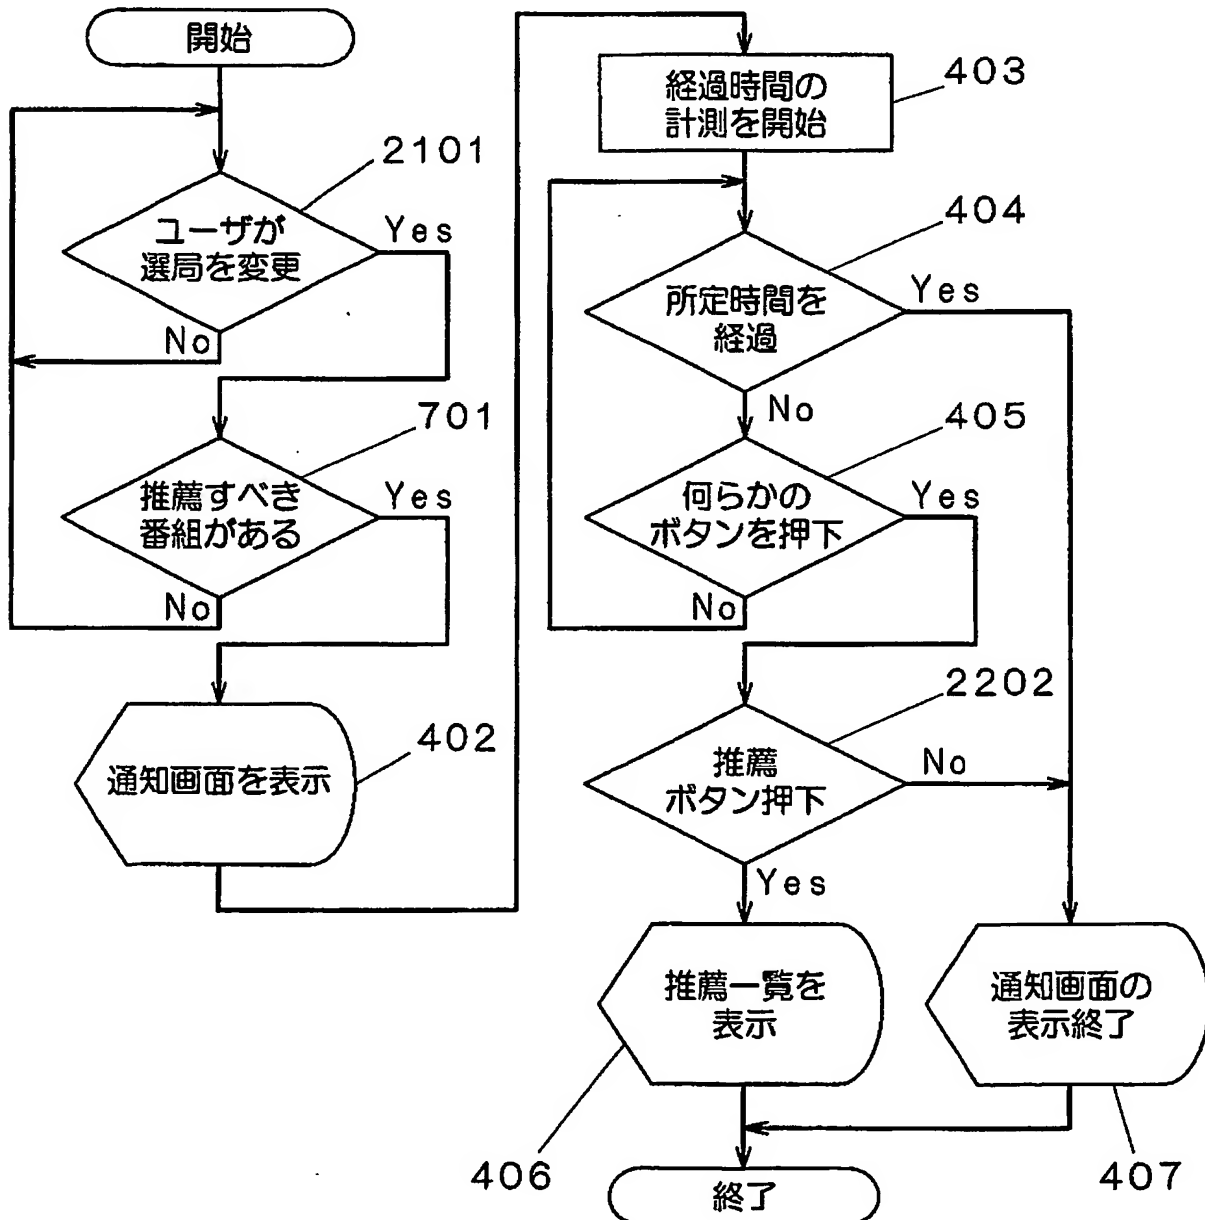 開始
2101
ユーザが
選局を変更
Yes
No
701
推薦すべき
番組がある
Yes
No
402
通知画面を表示
403
経過時間の
計測を開始
404
所定時間を
経過
Yes
No
405
何らかの
ボタンを押下
Yes
No
2202
推薦
ボタン押下
No
Yes
推薦一覧を
表示
406
通知画面の
表示終了
407
終了